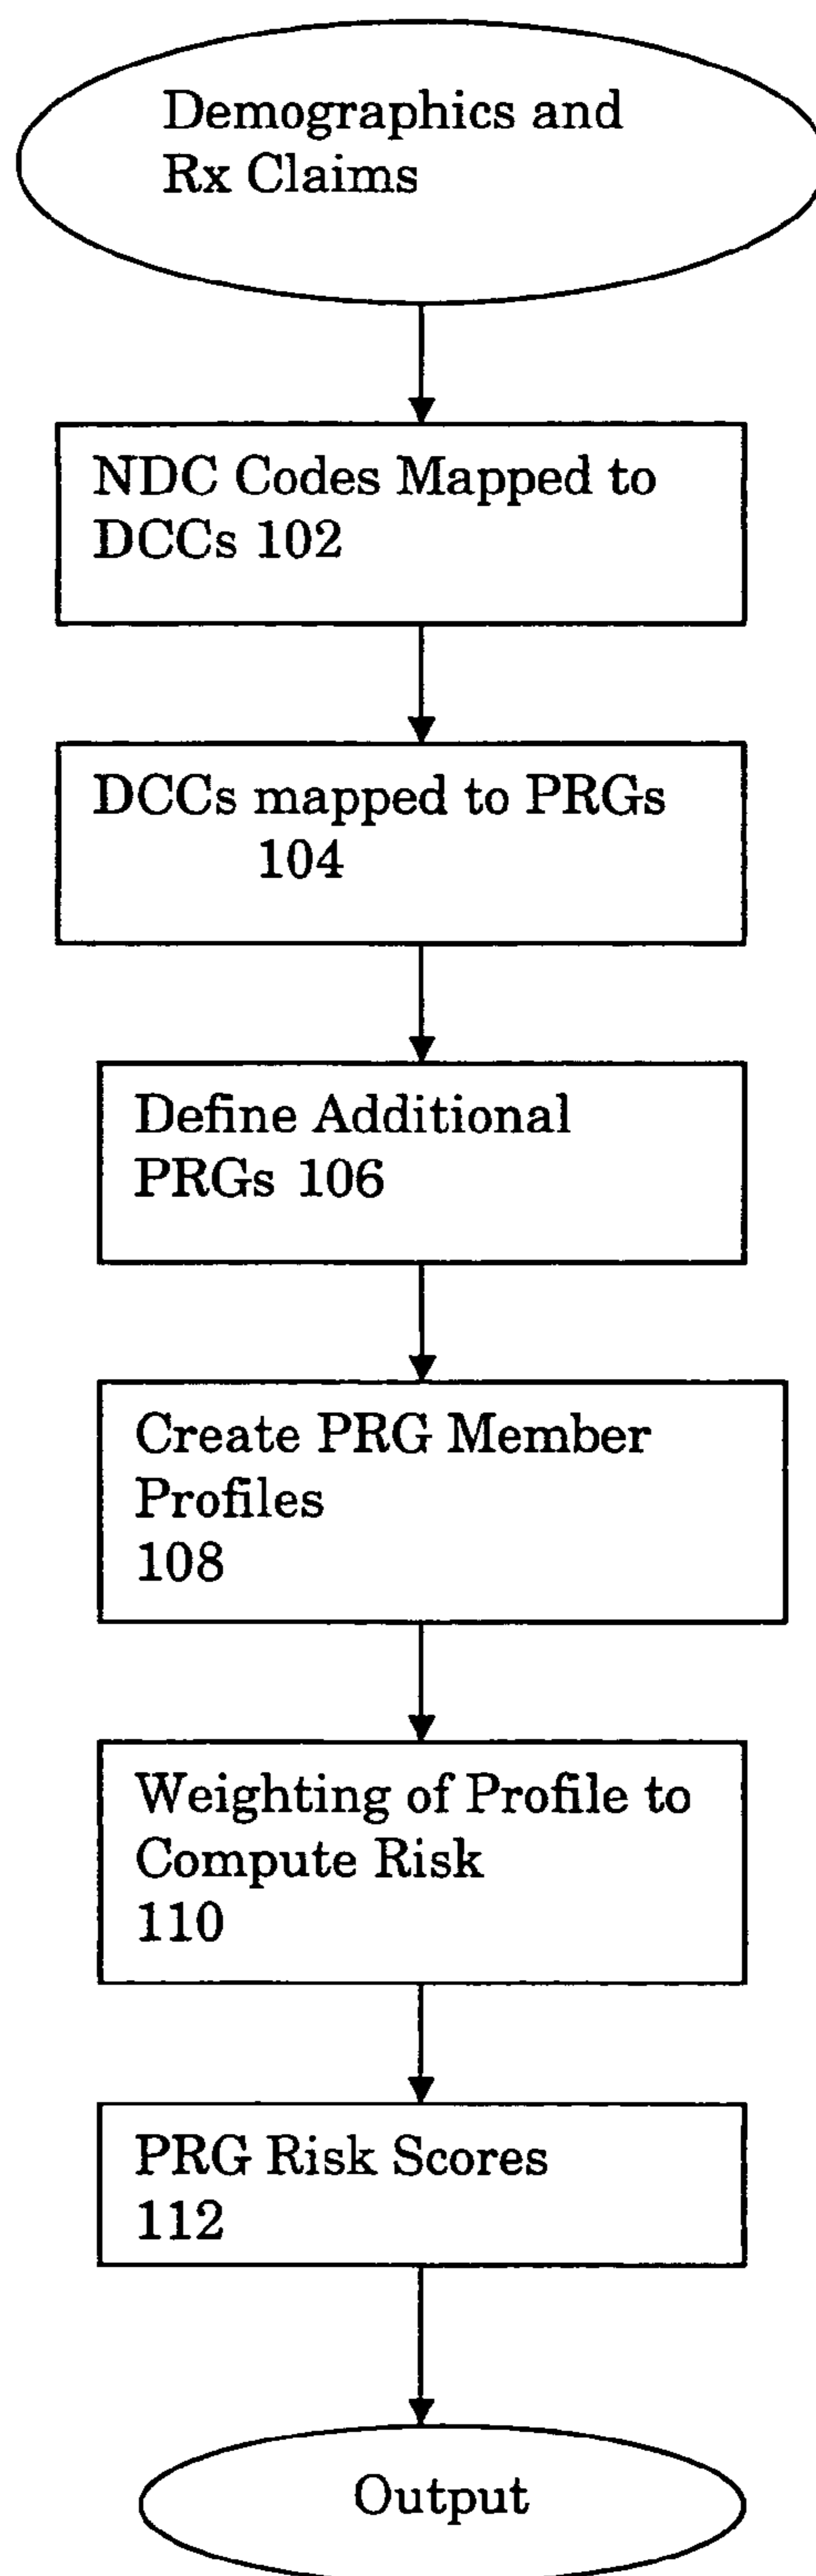 Demographics and
Rx Claims
NDC Codes Mapped to
DCCs 102
DCCs mapped to PRGs
104
Define Additional
PRGs 106
Create PRG Member
Profiles
108
Weighting of Profile to
Compute Risk
110
PRG Risk Scores
112
Output